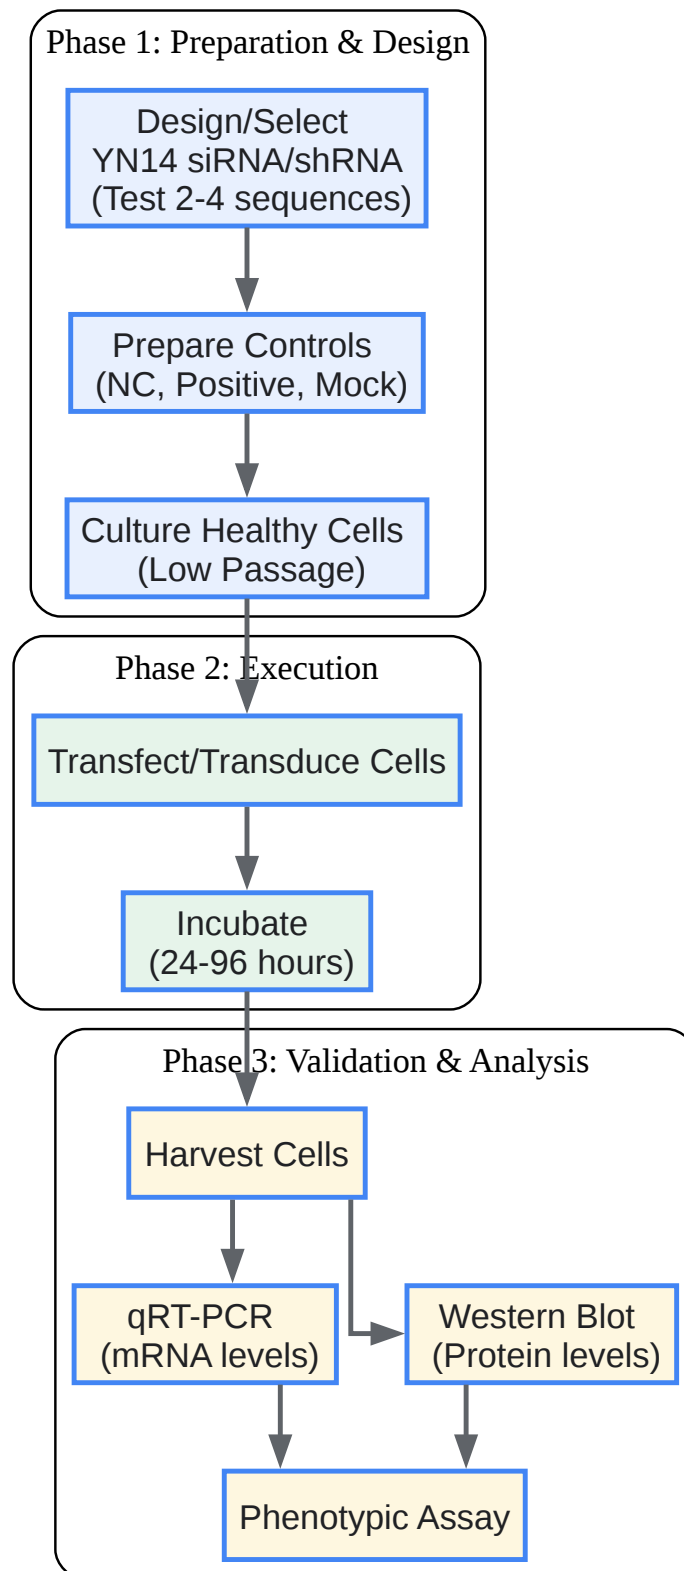 Phase 1: Preparation & Design
Design/Select
YN14 siRNA/shRNA
(Test 2-4 sequences)
Prepare Controls
(NC, Positive, Mock)
Culture Healthy Cells
(Low Passage)
Phase 2: Execution
Transfect/Transduce Cells
Incubate
(24-96 hours)
Phase 3: Validation & Analysis
Harvest Cells
qRT-PCR
(mRNA levels)
Western Blot
(Protein levels)
Phenotypic Assay